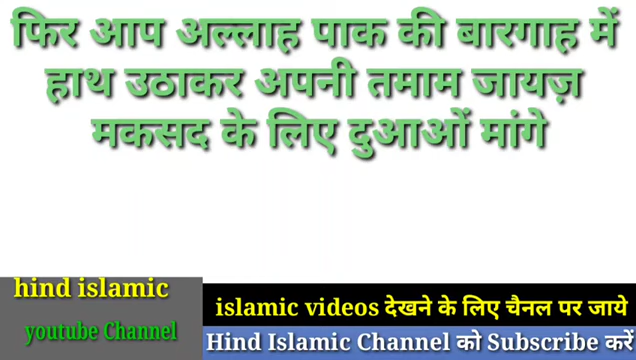 फिर आप अल्लाह पाक की बारगाह में
हाथ उठाकर अपनी तमाम जायज़
मकसद के लिए दुआओं मांगे
hind islamic
youtube Channel
islamic videos देखने के लिए चैनल पर जाये
Hind Islamic Channel को Subscribe करें